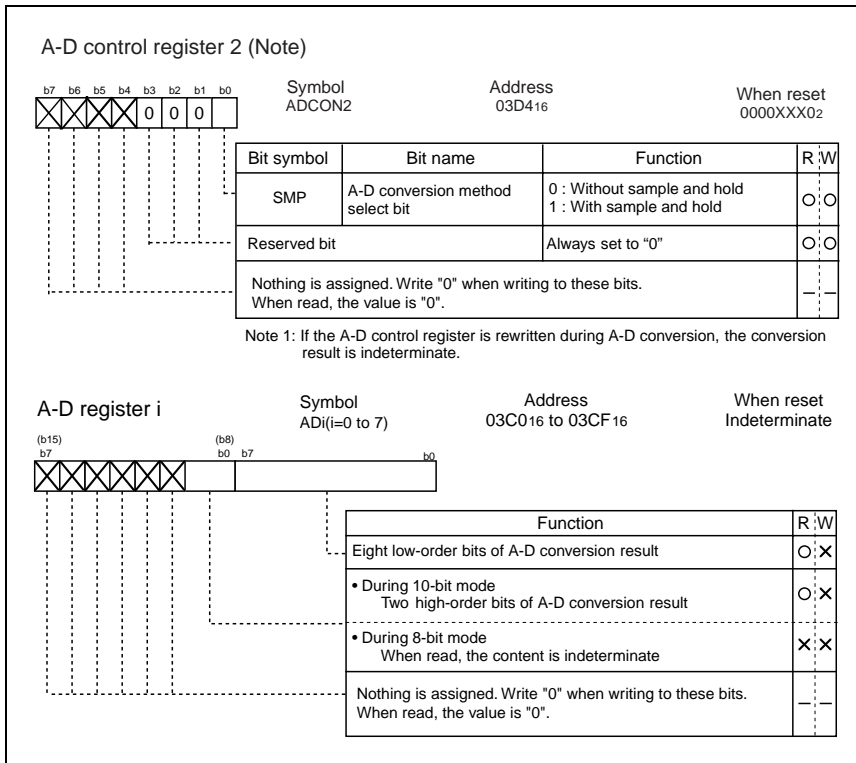 A-D control register 2 (Note)
b7 b6 b5 b4 b3 b2 b1 b0
0 0 0
Symbol Address When reset
ADCON2 03D416 0000XXX02
Bit symbol Bit name Function R W
SMP A-D conversion method select bit 0 : Without sample and hold
1 : With sample and hold
Reserved bit Always set to “0”
Nothing is assigned. Write "0" when writing to these bits.
When read, the value is "0".
– –
Note 1: If the A-D control register is rewritten during A-D conversion, the conversion
result is indeterminate.
A-D register i
Symbol Address When reset
ADi(i=0 to 7) 03C016 to 03CF16 Indeterminate
(b15) (b8)
b7 b0 b7 b0
Function R W
Eight low-order bits of A-D conversion result
• During 10-bit mode
Two high-order bits of A-D conversion result
• During 8-bit mode
When read, the content is indeterminate
Nothing is assigned. Write "0" when writing to these bits.
When read, the value is "0".
– –